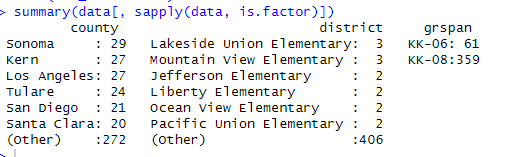 > summary(data[, sapply(data, is.factor)])
         county                          district        grspan
Sonoma     : 29   Lakeside Union Elementary:  3   KK-06: 61
Kern       : 27   Mountain View Elementary :  3   KK-08:359
Los Angeles: 27   Jefferson Elementary     :  2
Tulare     : 24   Liberty Elementary       :  2
San Diego  : 21   Ocean View Elementary    :  2
Santa Clara: 20   Pacific Union Elementary :  2
(Other)    :272   (Other)                  :406
>